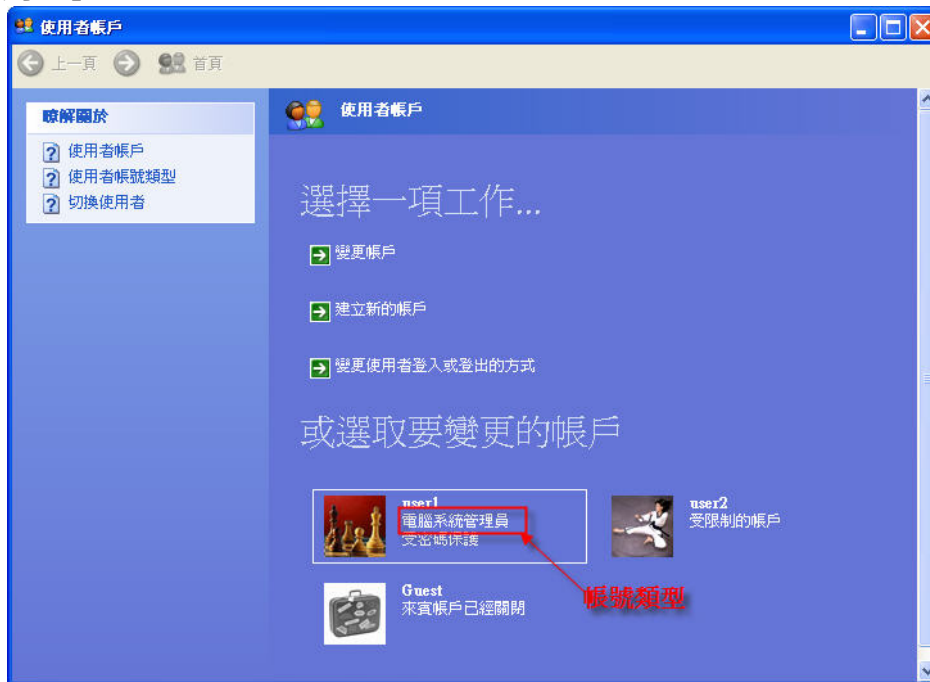 使用者帳戶
上一頁 首頁
瞭解關於
使用者帳戶
使用者帳號類型
切換使用者
使用者帳戶
選擇一項工作...
變更帳戶
建立新的帳戶
變更使用者登入或登出的方式
或選取要變更的帳戶
user1
電腦系統管理員
受密碼保護
user2
受限制的帳戶
Guest
來賓帳戶已經關閉
帳號類型